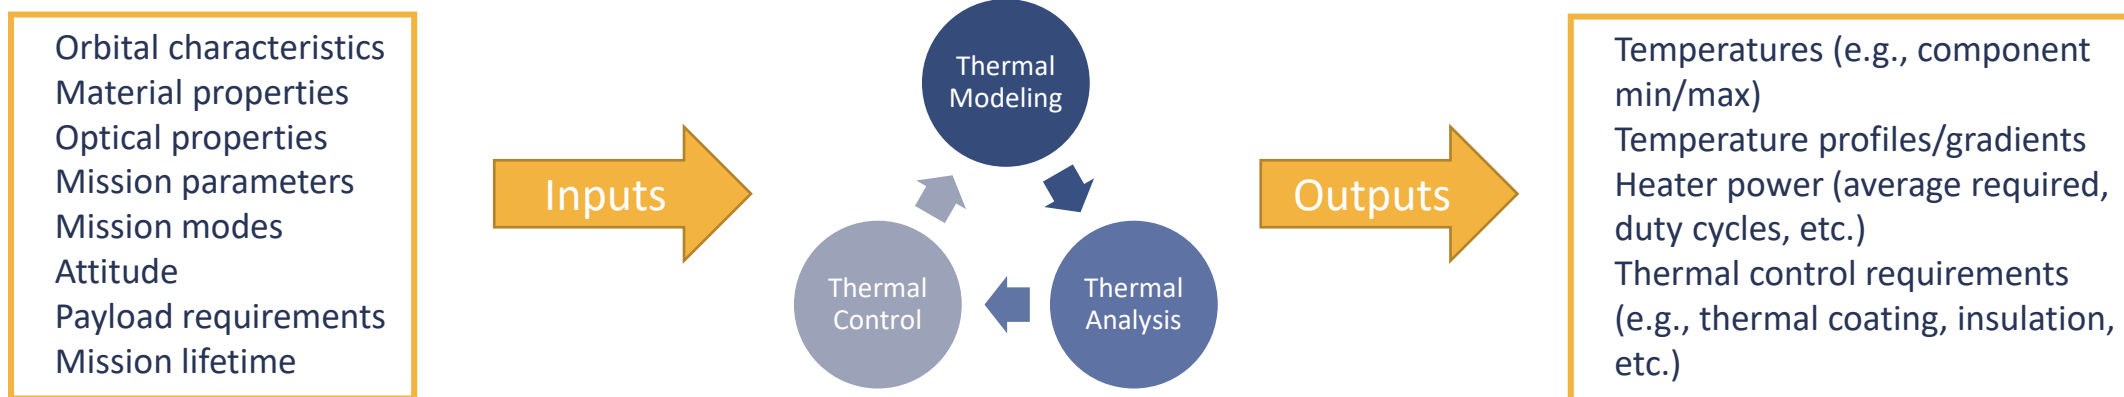 Orbital characteristics
Material properties
Optical properties
Mission parameters
Mission modes
Attitude
Payload requirements
Mission lifetime
Inputs
Thermal
Modeling
Thermal
Analysis
Thermal
Control
Outputs
Temperatures (e.g., component
min/max)
Temperature profiles/gradients
Heater power (average required,
duty cycles, etc.)
Thermal control requirements
(e.g., thermal coating, insulation,
etc.)